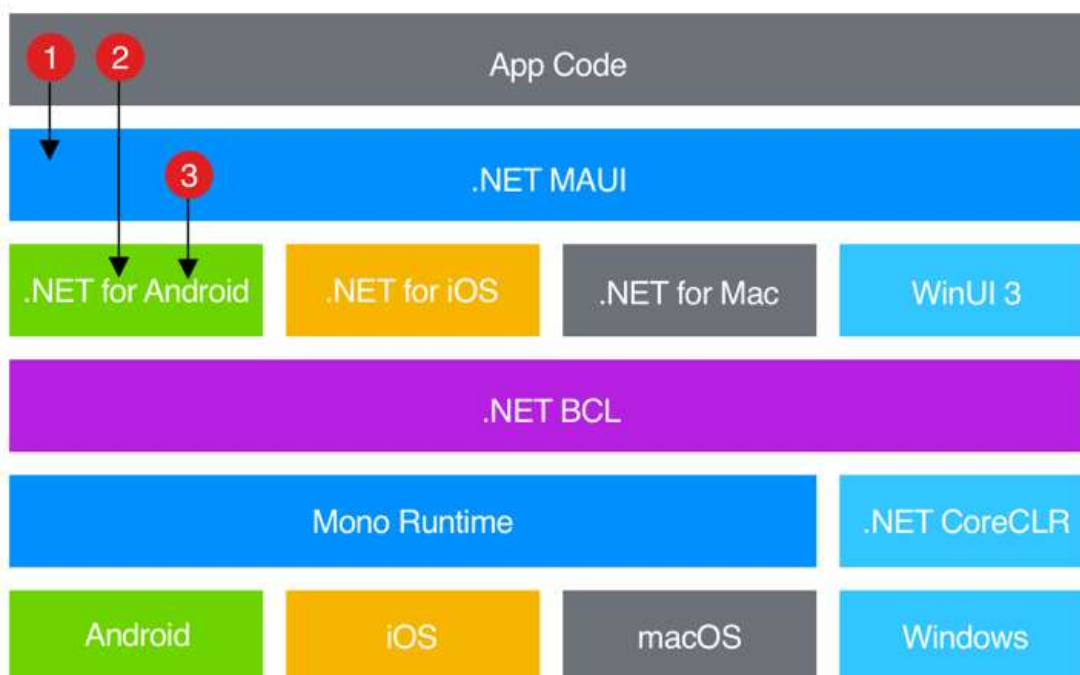 1 2
App Code
3
.NET MAUI
.NET for Android .NET for iOS .NET for Mac WinUI 3
.NET BCL
Mono Runtime .NET CoreCLR
Android iOS macOS Windows